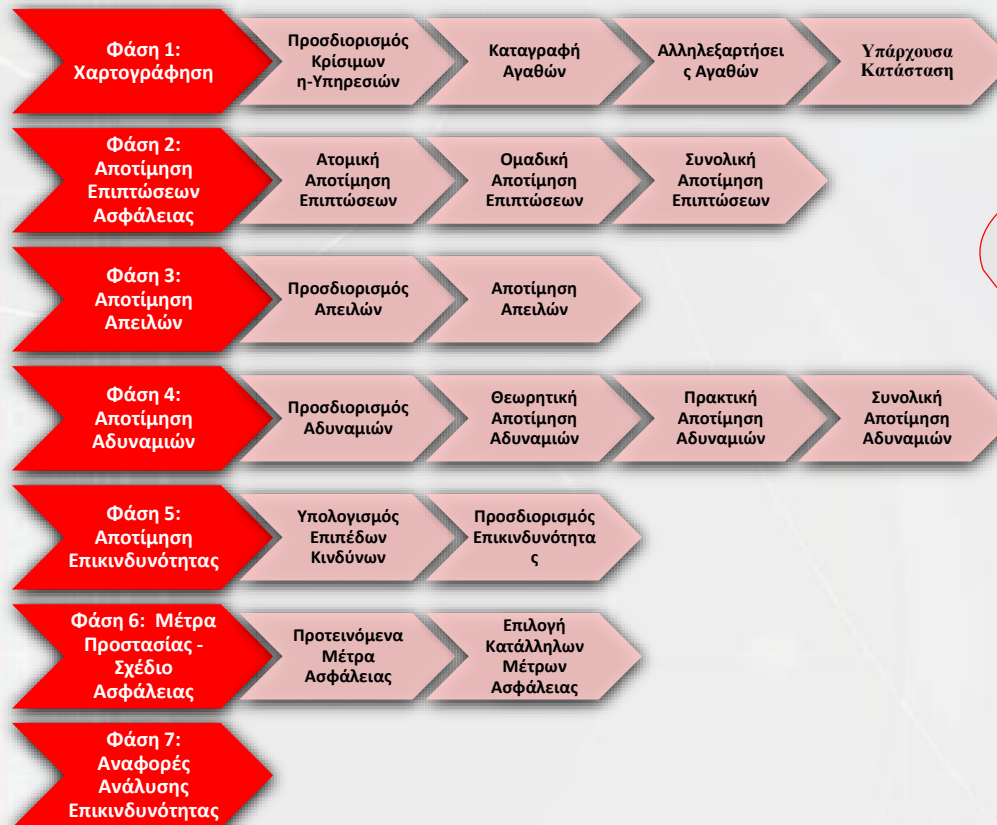 Φάση 1:
Χαρτογράφηση
Προσδιορισμός
Κρίσιμων
η-Υπηρεσιών
Καταγραφή
Αγαθών
Αλληλεξαρτήσει
ς Αγαθών
Υπάρχουσα
Κατάσταση
Φάση 2:
Αποτίμηση
Επιπτώσεων
Ασφάλειας
Ατομική
Αποτίμηση
Επιπτώσεων
Ομαδική
Αποτίμηση
Επιπτώσεων
Συνολική
Αποτίμηση
Επιπτώσεων
Φάση 3:
Αποτίμηση
Απειλών
Προσδιορισμός
Απειλών
Αποτίμηση
Απειλών
Φάση 4:
Αποτίμηση
Αδυναμιών
Προσδιορισμός
Αδυναμιών
Θεωρητική
Αποτίμηση
Αδυναμιών
Πρακτική
Αποτίμηση
Αδυναμιών
Συνολική
Αποτίμηση
Αδυναμιών
Φάση 5:
Αποτίμηση
Επικινδυνότητας
Υπολογισμός
Επιπέδων
Κινδύνων
Προσδιορισμός
Επικινδυνότητα
ς
Φάση 6: Μέτρα
Προστασίας -
Σχέδιο
Ασφάλειας
Προτεινόμενα
Μέτρα
Ασφάλειας
Επιλογή
Κατάλληλων
Μέτρων
Ασφάλειας
Φάση 7:
Αναφορές
Ανάλυσης
Επικινδυνότητας